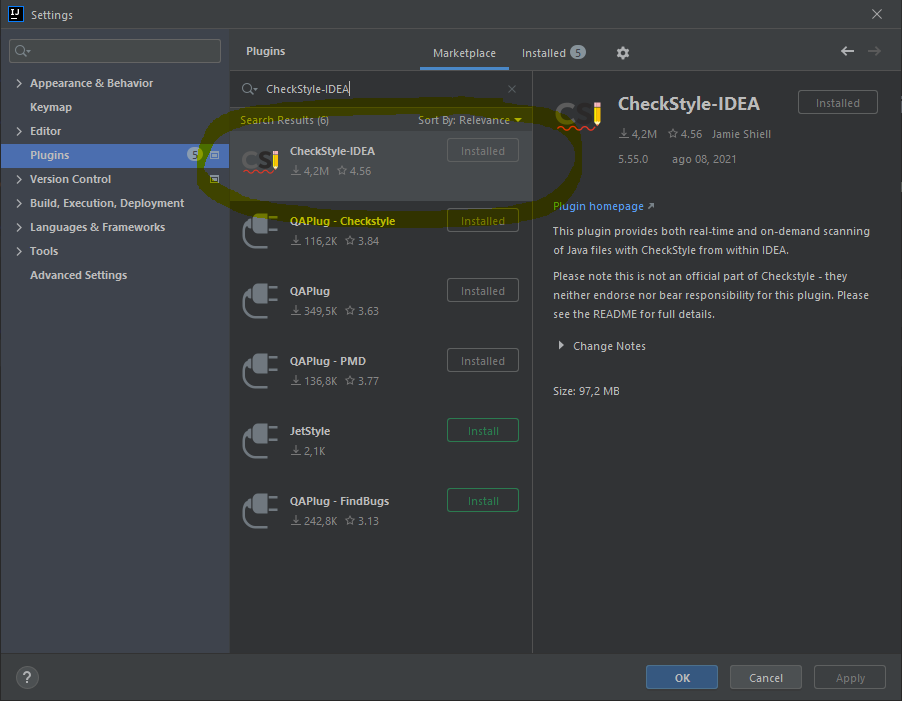 IJ
Settings
Appearance & Behavior
Keymap
Editor
Plugins 5
Version Control
Build, Execution, Deployment
Languages & Frameworks
Tools
Advanced Settings
Plugins
Marketplace
Installed 5
CheckStyle-IDEA
Search Results (6) Sort By: Relevance
CSI
CheckStyle-IDEA
4,2M 4.56
Installed
QAPlug - Checkstyle
116,2K 3.84
Installed
QAPlug
349,5K 3.63
Installed
QAPlug - PMD
136,8K 3.77
Installed
JetStyle
2,1K
Install
QAPlug - FindBugs
242,8K 3.13
Install
CS
CheckStyle-IDEA
Installed
4,2M 4.56 Jamie Shiell
5.55.0 ago 08, 2021
Plugin homepage
This plugin provides both real-time and on-demand scanning
of Java files with CheckStyle from within IDEA.
Please note this is not an official part of Checkstyle - they
neither endorse nor bear responsibility for this plugin. Please
see the README for full details.
Change Notes
Size: 97,2 MB
?
OK
Cancel
Apply